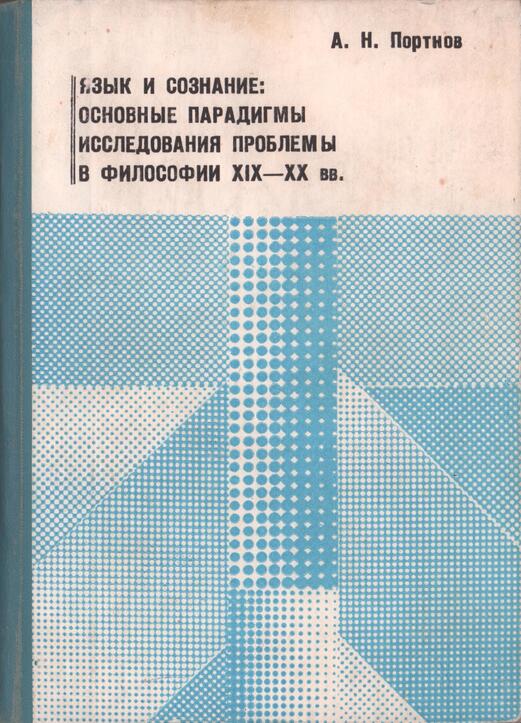 А. Н. Портнов
ЯЗЫК И СОЗНАНИЕ:
ОСНОВНЫЕ ПАРАДИГМЫ
ИССЛЕДОВАНИЯ ПРОБЛЕМЫ
В ФИЛОСОФИИ XIX—XX вв.